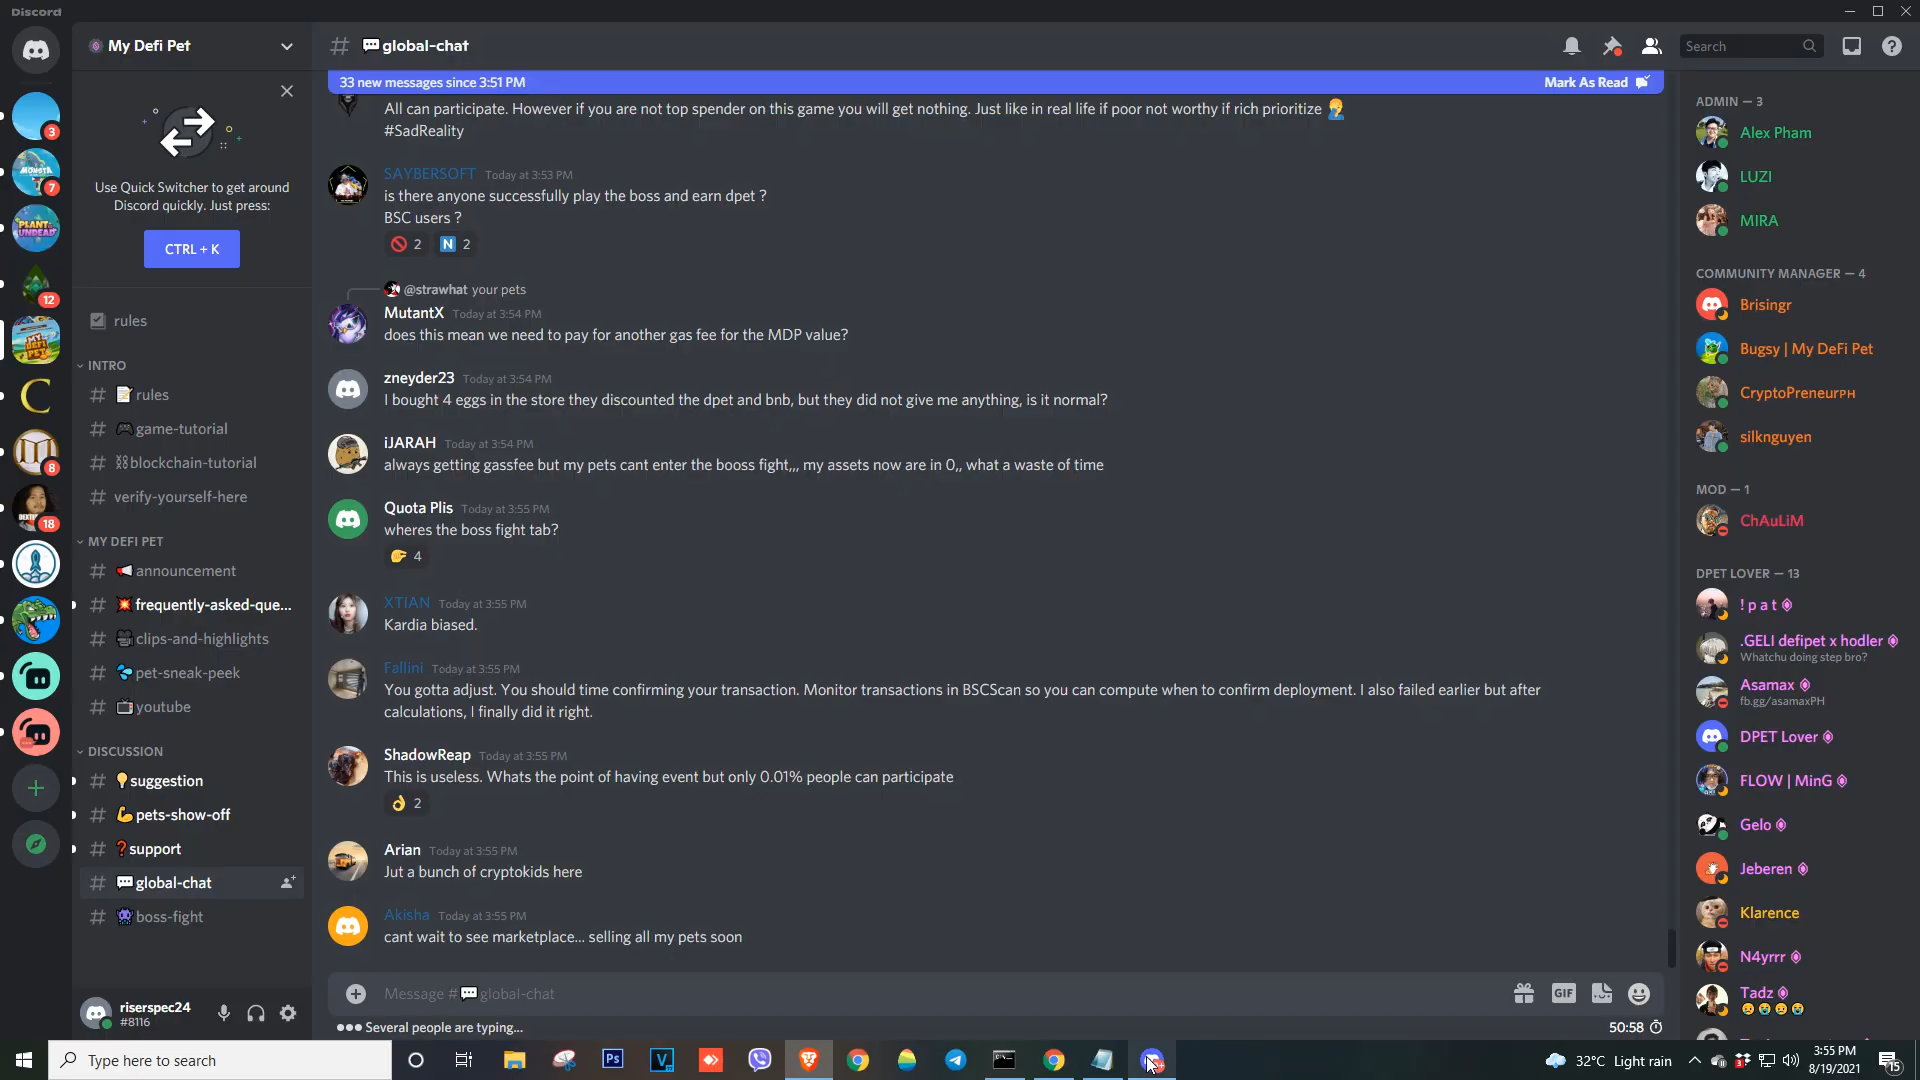 Discord
My Defi Pet
global-chat
Search
33 new messages since 3:51 PM
Mark As Read
Use Quick Switcher to get around
Discord quickly. Just press:
CTRL + K
rules
INTRO
rules
game-tutorial
blockchain-tutorial
verify-yourself-here
MY DEFI PET
announcement
frequently-asked-que...
clips-and-highlights
pet-sneak-peek
youtube
DISCUSSION
suggestion
pets-show-off
support
global-chat
boss-fight
riserspec24
#8116
3
MONSTA
7
PLANT vs UNDEAD
12
MY DEFI PET
8
18
All can participate. However if you are not top spender on this game you will get nothing. Just like in real life if poor not worthy if rich prioritize
#SadReality
SAYBERSOFT Today at 3:53 PM
is there anyone successfully play the boss and earn dpet ?
BSC users ?
2 N 2
@strawhat your pets
MutantX Today at 3:54 PM
does this mean we need to pay for another gas fee for the MDP value?
zneyder23 Today at 3:54 PM
I bought 4 eggs in the store they discounted the dpet and bnb, but they did not give me anything, is it normal?
iJARAH Today at 3:54 PM
always getting gassfee but my pets cant enter the booss fight,,, my assets now are in 0,, what a waste of time
Quota Plis Today at 3:55 PM
wheres the boss fight tab?
4
XTIAN Today at 3:55 PM
Kardia biased.
Fallini Today at 3:55 PM
You gotta adjust. You should time confirming your transaction. Monitor transactions in BSCScan so you can compute when to confirm deployment. I also failed earlier but after
calculations, I finally did it right.
ShadowReap Today at 3:55 PM
This is useless. Whats the point of having event but only 0.01% people can participate
2
Arian Today at 3:55 PM
Jut a bunch of cryptokids here
Akisha Today at 3:55 PM
cant wait to see marketplace... selling all my pets soon
Message #global-chat
GIF
Several people are typing...
50:58
ADMIN — 3
Alex Pham
LUZI
MIRA
COMMUNITY MANAGER — 4
Brisingr
Bugsy | My DeFi Pet
CryptoPreneurPH
silknguyen
MOD — 1
ChAuLiM
DPET LOVER — 13
! p a t
.GELI defipet x hodler
Whatchu doing step bro?
Asamax
fb.gg/asamaxPH
DPET Lover
FLOW | MinG
Gelo
Jeberen
Klarence
N4yrrr
Tadz
Type here to search
Ps
V
32°C Light rain
3:55 PM
8/19/2021
15